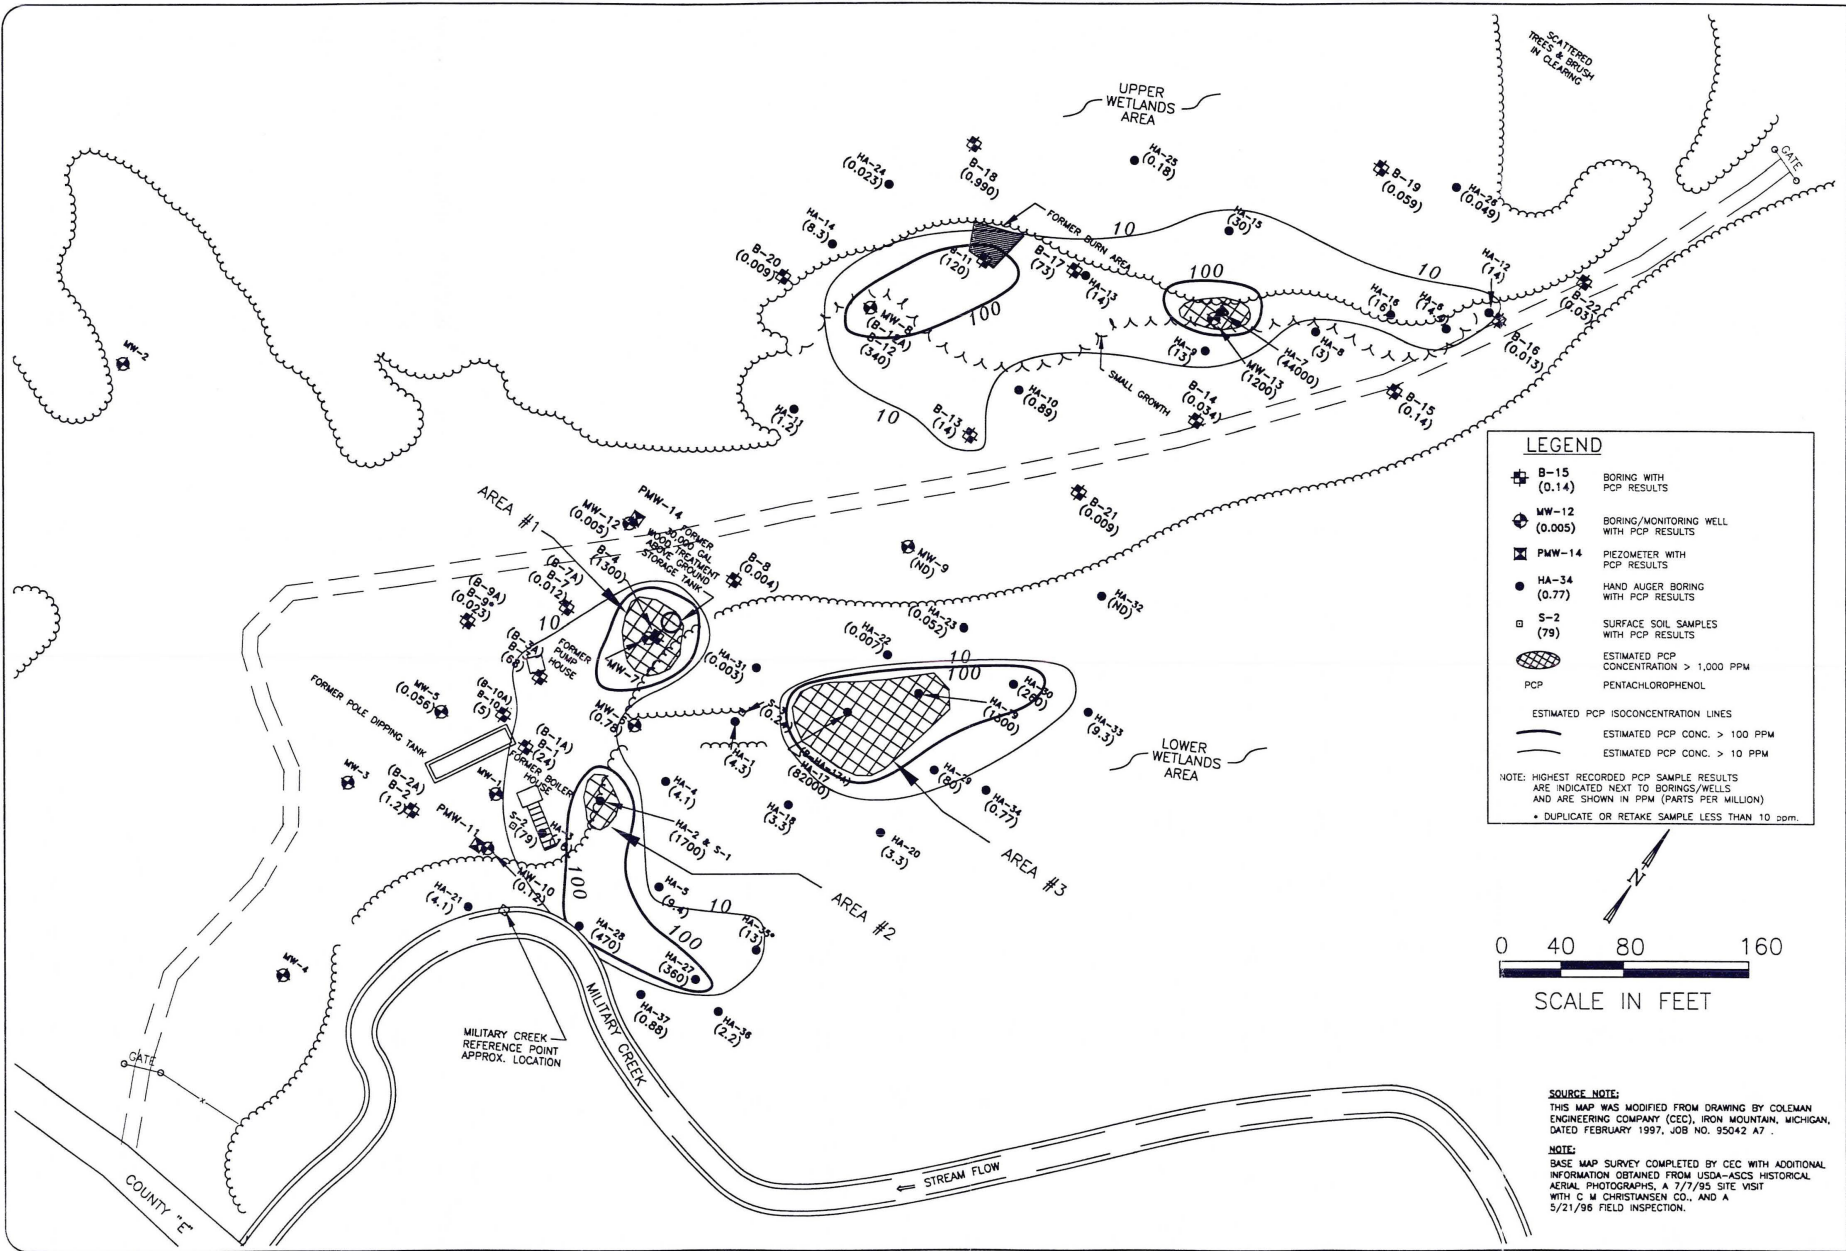 SCATTERED
TREES & BRUSH
IN CLEARING
UPPER
WETLANDS
AREA
GATE
HA-24
(0.023)
B-18
(0.990)
HA-25
(0.18)
B-19
(0.059)
HA-26
(0.049)
HA-14
(8.3)
FORMER BURN AREA
10
HA-15
(30)
B-20
(0.009)
B-11
(120)
B-17
(73)
HA-13
(14)
100
10
HA-12
(14)
B-22
MW-8
(B-12A)
B-12
(340)
100
HA-16
(16)
HA-6
MW-2
HA-9
(13)
HA-8
(3)
B-16
(0.013)
HA-7
(44000)
MW-13
(1200)
SMALL GROWTH
HA-11
(1.2)
10
B-13
(14)
HA-10
(0.89)
B-14
(0.034)
B-15
(0.14)
AREA #1
MW-12
(0.005)
PMW-14
FORMER
30,000 GAL
WOOD TREATMENT
ABOVE GROUND
STORAGE TANK
B-4
(1300)
B-8
(0.004)
B-21
(0.009)
MW-9
(ND)
(B-7A)
B-7
(0.012)
(B-9A)
B-9*
(0.023)
10
HA-32
(ND)
HA-23
(0.052)
HA-22
(0.007)
(B-3A)
(68)
FORMER
PUMP
HOUSE
MW-7
HA-31
(0.003)
10
100
HA-30
(1500)
HA-33
(9.3)
FORMER POLE DIPPING TANK
MW-5
(0.056)
(B-10A)
B-10
(5)
MW-6
(0.78)
HA-1
(4.3)
(B-1A)
B-1
(24)
FORMER BOILER
HOUSE
HA-17
(82000)
LOWER
WETLANDS
AREA
MW-3
(B-2A)
B-2
(1.2)
MW-1
HA-4
(4.1)
HA-18
(3.3)
HA-29
(80)
HA-34
(0.77)
PMW-11
S-2
(79)
HA-3
HA-2 & S-1
(1700)
HA-20
(3.3)
AREA #3
MW-10
(0.12)
HA-21
(4.1)
100
HA-5
(9.4)
10
AREA #2
HA-35*
(13)
HA-28
(470)
100
HA-27
(360)
MW-4
HA-37
(0.88)
HA-36
(2.2)
MILITARY CREEK
MILITARY CREEK
REFERENCE POINT
APPROX. LOCATION
GATE
x
COUNTY "E"
STREAM FLOW
LEGEND
B-15
(0.14)
BORING WITH
PCP RESULTS
MW-12
(0.005)
BORING/MONITORING WELL
WITH PCP RESULTS
PMW-14
PIEZOMETER WITH
PCP RESULTS
HA-34
(0.77)
HAND AUGER BORING
WITH PCP RESULTS
S-2
(79)
SURFACE SOIL SAMPLES
WITH PCP RESULTS
ESTIMATED PCP
CONCENTRATION > 1,000 PPM
PCP PENTACHLOROPHENOL
ESTIMATED PCP ISOCONCENTRATION LINES
ESTIMATED PCP CONC. > 100 PPM
ESTIMATED PCP CONC. > 10 PPM
NOTE: HIGHEST RECORDED PCP SAMPLE RESULTS
ARE INDICATED NEXT TO BORINGS/WELLS
AND ARE SHOWN IN PPM (PARTS PER MILLION)
* DUPLICATE OR RETAKE SAMPLE LESS THAN 10 ppm.
N
0 40 80 160
SCALE IN FEET
SOURCE NOTE:
THIS MAP WAS MODIFIED FROM DRAWING BY COLEMAN
ENGINEERING COMPANY (CEC), IRON MOUNTAIN, MICHIGAN,
DATED FEBRUARY 1997, JOB NO. 95042 A7 .
NOTE:
BASE MAP SURVEY COMPLETED BY CEC WITH ADDITIONAL
INFORMATION OBTAINED FROM USDA-ASCS HISTORICAL
AERIAL PHOTOGRAPHS, A 7/7/95 SITE VISIT
WITH C M CHRISTIANSEN CO., AND A
5/21/96 FIELD INSPECTION.